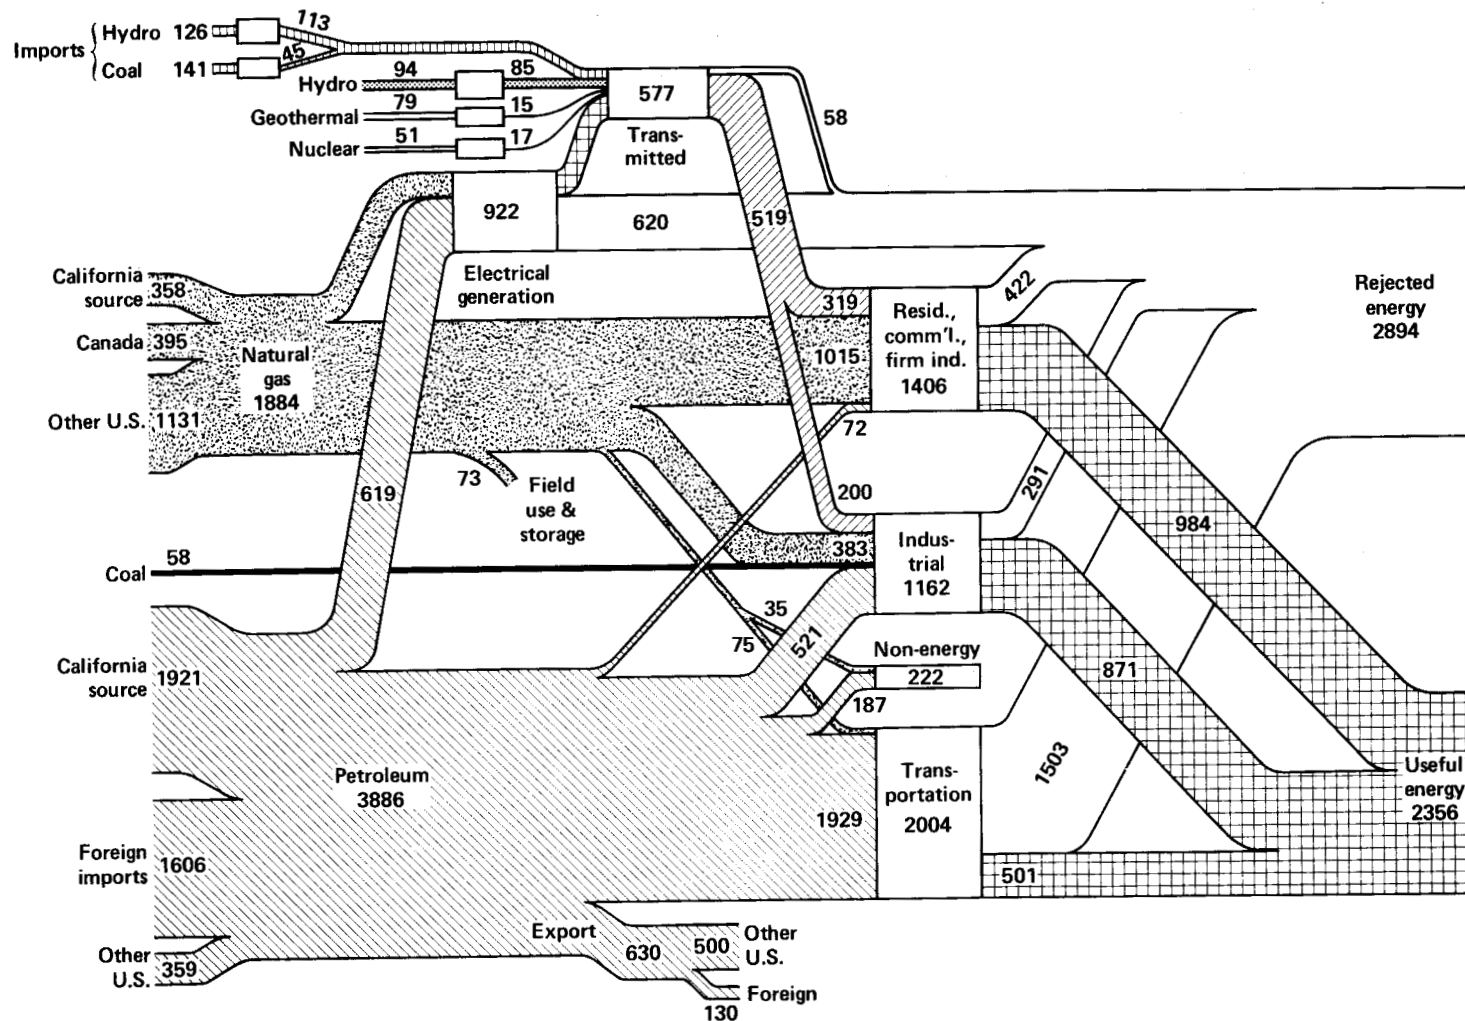 Imports
Hydro 126
113
Coal 141
45
Hydro
94
85
Geothermal
79
15
Nuclear
51
17
577
Trans-
mitted
58
922
620
519
Electrical
generation
California
source
358
Canada 395
Other U.S. 1131
Natural
gas
1884
319
1015
Resid.,
comm'l.,
firm ind.
1406
422
Rejected
energy
2894
72
73
Field
use &
storage
619
200
291
984
Coal
58
383
Indus-
trial
1162
35
75
521
Non-energy
222
187
871
California
source
1921
Petroleum
3886
Foreign
imports
1606
1929
Trans-
portation
2004
1503
501
Useful
energy
2356
Other
U.S.
359
Export
630
500
Other
U.S.
Foreign
130